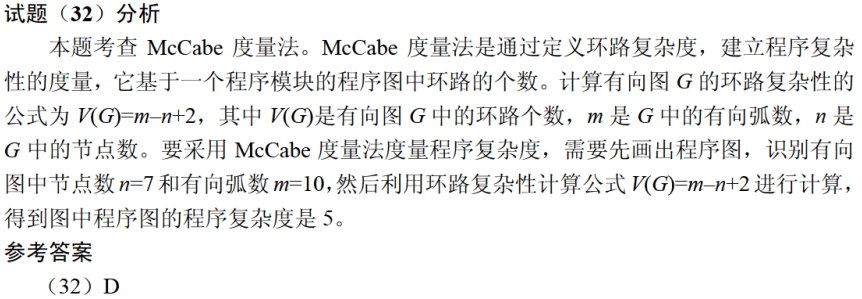 试题（32）分析
本题考查 McCabe 度量法。McCabe 度量法是通过定义环路复杂度，建立程序复杂
性的度量，它基于一个程序模块的程序图中环路的个数。计算有向图 G 的环路复杂性的
公式为 V(G)=m–n+2，其中 V(G)是有向图 G 中的环路个数，m 是 G 中的有向弧数，n 是
G 中的节点数。要采用 McCabe 度量法度量程序复杂度，需要先画出程序图，识别有向
图中节点数 n=7 和有向弧数 m=10，然后利用环路复杂性计算公式 V(G)=m–n+2 进行计算，
得到图中程序图的程序复杂度是 5。
参考答案
（32）D